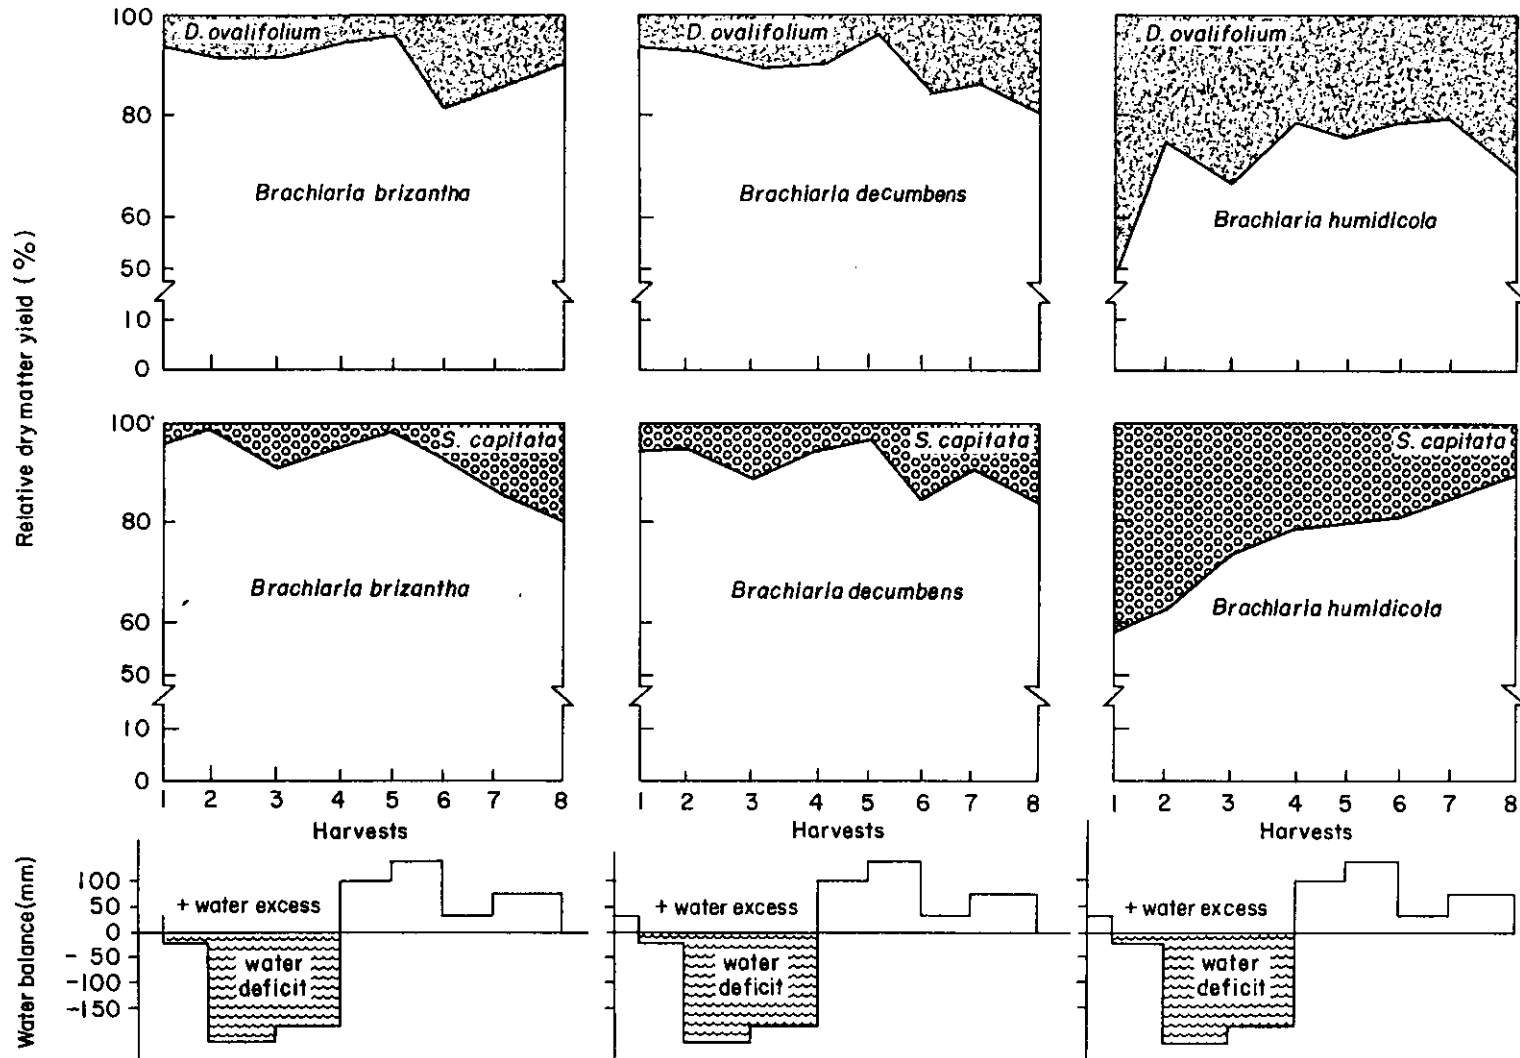 Relative dry matter yield (%)
100
80
60
50
10
0
D. ovalifolium
Brachiaria brizantha
D. ovalifolium
Brachiaria decumbens
D. ovalifolium
Brachiaria humidicola
100
80
60
50
10
0
S. capitata
Brachiaria brizantha
S. capitata
Brachiaria decumbens
S. capitata
Brachiaria humidicola
1 2 3 4 5 6 7 8
Harvests
1 2 3 4 5 6 7 8
Harvests
1 2 3 4 5 6 7 8
Harvests
Water balance (mm)
100
50
0
- 50
-100
-150
+ water excess
water
deficit
+ water excess
water
deficit
+ water excess
water
deficit